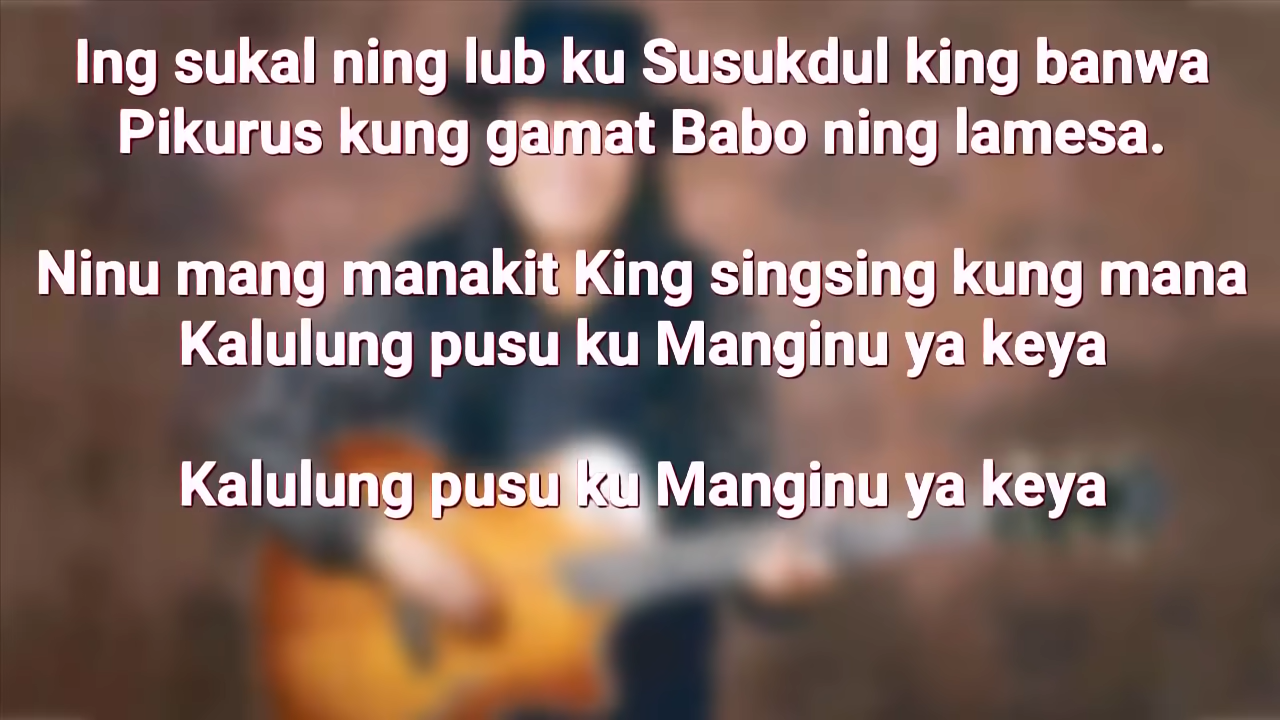 Ing sukal ning lub ku Susukdul king banwa
Pikurus kung gamat Babo ning lamesa.
Ninu mang manakit King singsing kung mana
Kalulung pusu ku Manginu ya keya
Kalulung pusu ku Manginu ya keya